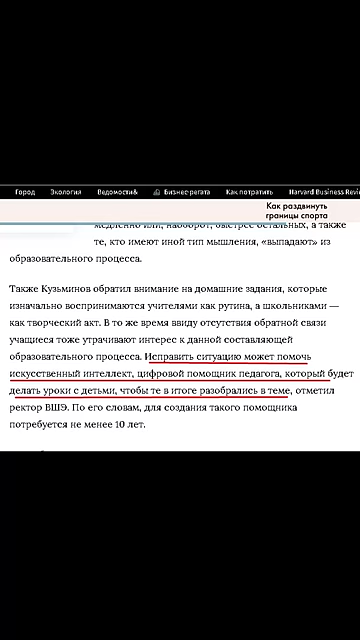 Город Экология Ведомости& Бизнес-регата Как потратить Harvard Business Revie
Как раздвинуть
границы спорта
медленно или, наоборот, быстрее остальных, а также
те, кто имеют иной тип мышления, «выпадают» из
образовательного процесса.
Также Кузьминов обратил внимание на домашние задания, которые
изначально воспринимаются учителями как рутина, а школьниками —
как творческий акт. В то же время ввиду отсутствия обратной связи
учащиеся тоже утрачивают интерес к данной составляющей
образовательного процесса. Исправить ситуацию может помочь
искусственный интеллект, цифровой помощник педагога, который будет
делать уроки с детьми, чтобы те в итоге разобрались в теме, отметил
ректор ВШЭ. По его словам, для создания такого помощника
потребуется не менее 10 лет.